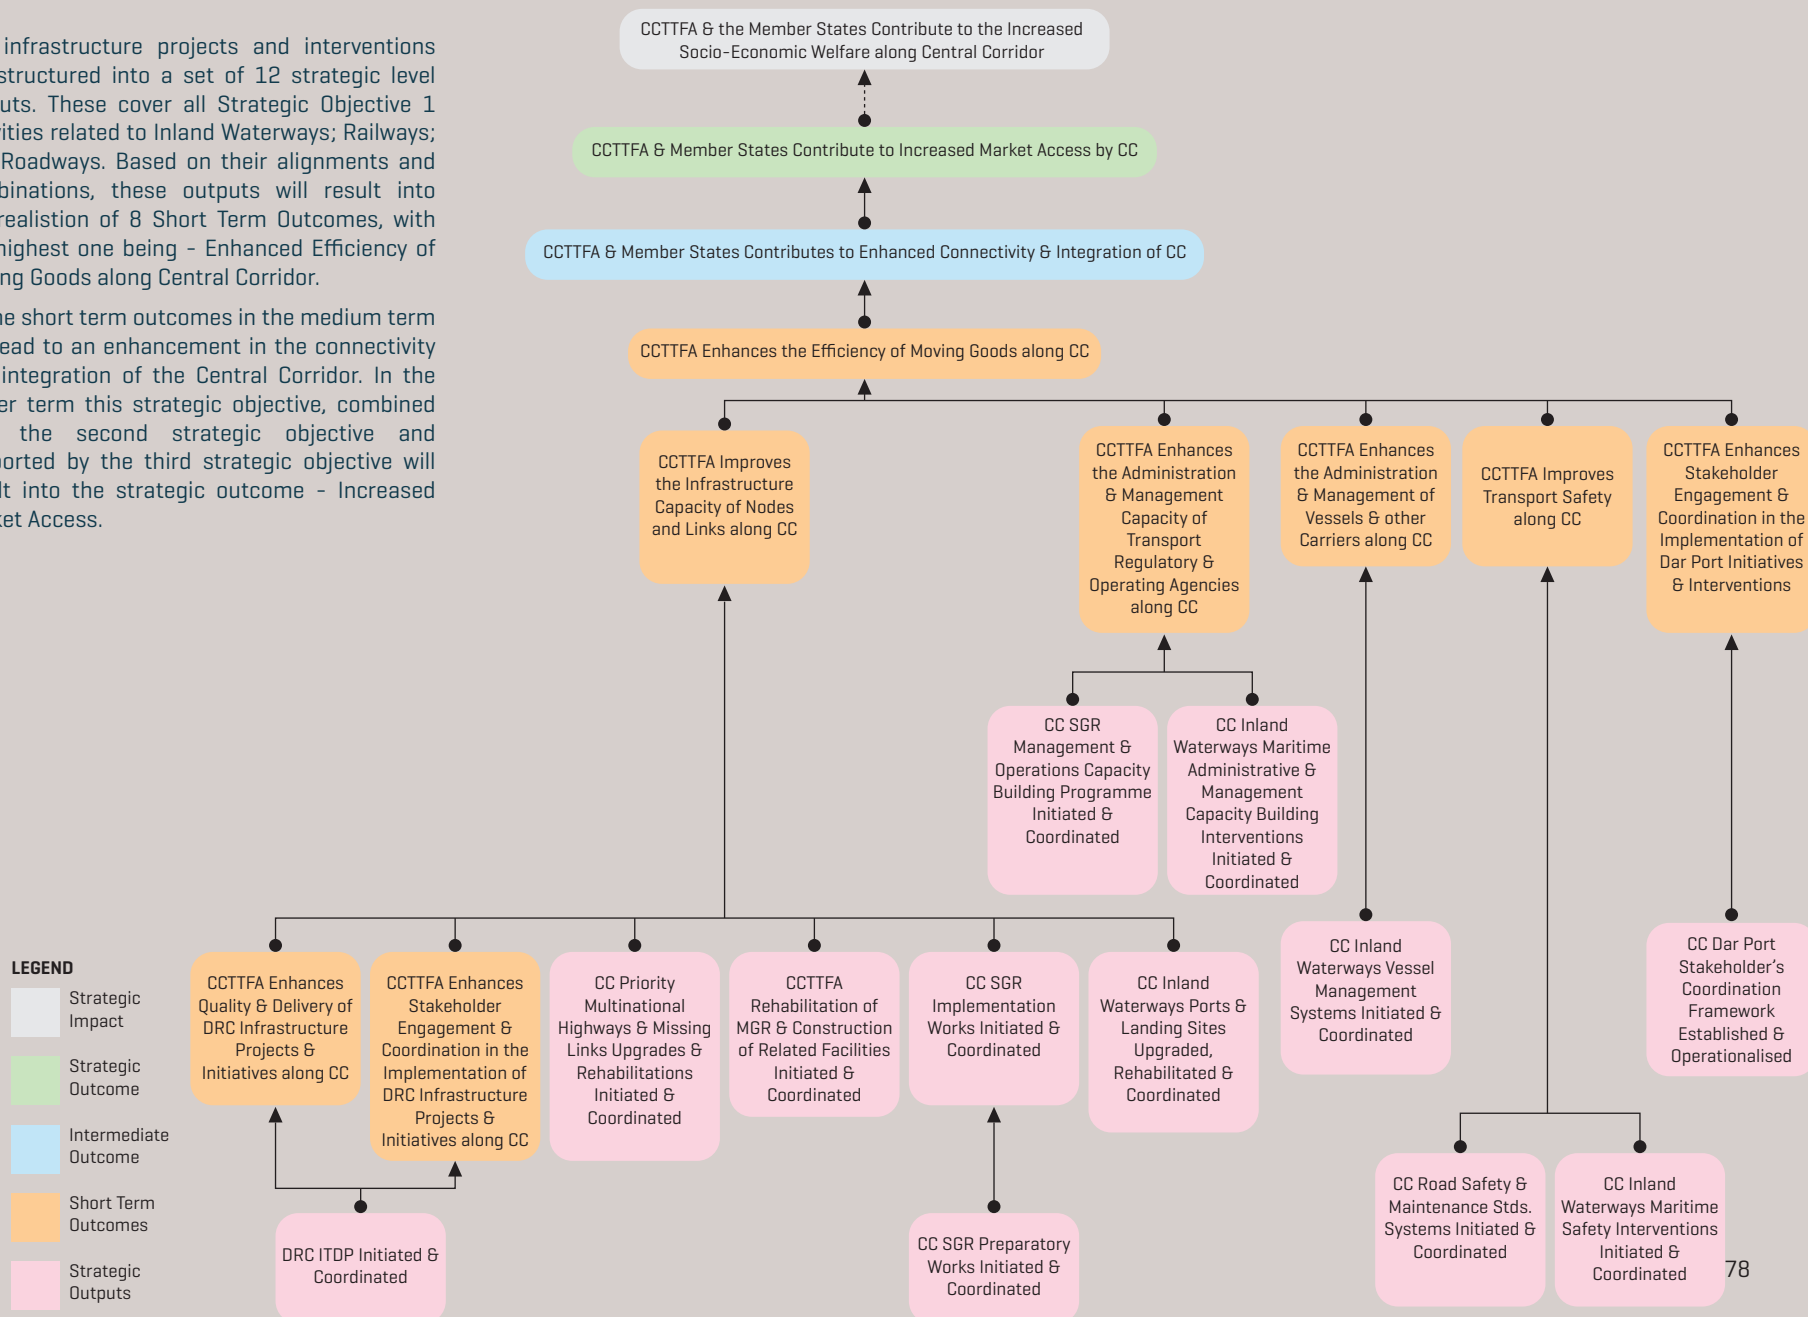 infrastructure projects and interventions
structured into a set of 12 strategic level
These cover all Strategic Objective 1
related to Inland Waterways; Railways;
Roadways. Based on their alignments and
these outputs will result into
of 8 Short Term Outcomes, with
highest one being - Enhanced Efficiency of
Goods along Central Corridor.
short term outcomes in the medium term
to an enhancement in the connectivity
integration of the Central Corridor. In the
term this strategic objective, combined
the second strategic objective and
by the third strategic objective will
into the strategic outcome - Increased
Access.
CCTTFA & the Member States Contribute to the Increased
Socio-Economic Welfare along Central Corridor
CCTTFA & Member States Contribute to Increased Market Access by CC
CCTTFA & Member States Contributes to Enhanced Connectivity & Integration of CC
CCTTFA Enhances the Efficiency of Moving Goods along CC
CCTTFA Improves
the Infrastructure
Capacity of Nodes
and Links along CC
CCTTFA Enhances
the Administration
& Management
Capacity of
Transport
Regulatory &
Operating Agencies
along CC
CCTTFA Enhances
the Administration
& Management of
Vessels & other
Carriers along CC
CCTTFA Improves
Transport Safety
along CC
CCTTFA Enhances
Stakeholder
Engagement &
Coordination in the
Implementation of
Dar Port Initiatives
& Interventions
CC SGR
Management &
Operations Capacity
Building Programme
Initiated &
Coordinated
CC Inland
Waterways Maritime
Administrative &
Management
Capacity Building
Interventions
Initiated &
Coordinated
CCTTFA Enhances
Quality & Delivery of
DRC Infrastructure
Projects &
Initiatives along CC
CCTTFA Enhances
Stakeholder
Engagement &
Coordination in the
Implementation of
DRC Infrastructure
Projects &
Initiatives along CC
CC Priority
Multinational
Highways & Missing
Links Upgrades &
Rehabilitations
Initiated &
Coordinated
CCTTFA
Rehabilitation of
MGR & Construction
of Related Facilities
Initiated &
Coordinated
CC SGR
Implementation
Works Initiated &
Coordinated
CC Inland
Waterways Ports &
Landing Sites
Upgraded,
Rehabilitated &
Coordinated
CC Inland
Waterways Vessel
Management
Systems Initiated &
Coordinated
CC Dar Port
Stakeholder's
Coordination
Framework
Established &
Operationalised
DRC ITDP Initiated &
Coordinated
CC SGR Preparatory
Works Initiated &
Coordinated
CC Road Safety &
Maintenance Stds.
Systems Initiated &
Coordinated
CC Inland
Waterways Maritime
Safety Interventions
Initiated &
Coordinated
LEGEND
Strategic
Impact
Strategic
Outcome
Intermediate
Outcome
Short Term
Outcomes
Strategic
Outputs
78